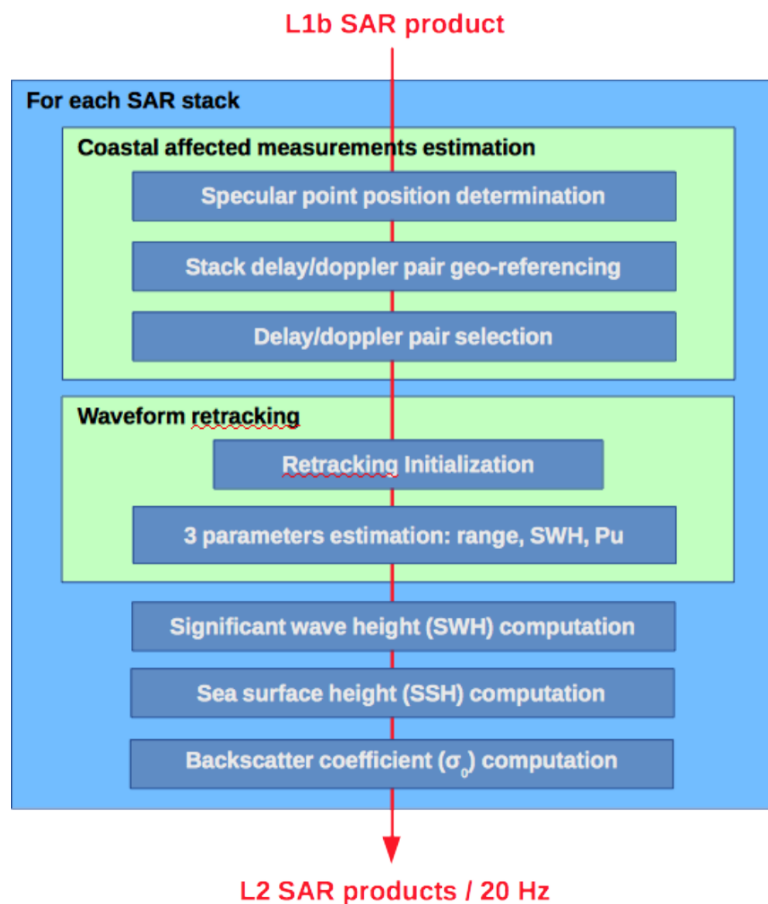 L1b SAR product
For each SAR stack
Coastal affected measurements estimation
Specular point position determination
Stack delay/doppler pair geo-referencing
Delay/doppler pair selection
Waveform retracking
Retracking Initialization
3 parameters estimation: range, SWH, Pu
Significant wave height (SWH) computation
Sea surface height (SSH) computation
Backscatter coefficient (σ₀) computation
L2 SAR products / 20 Hz